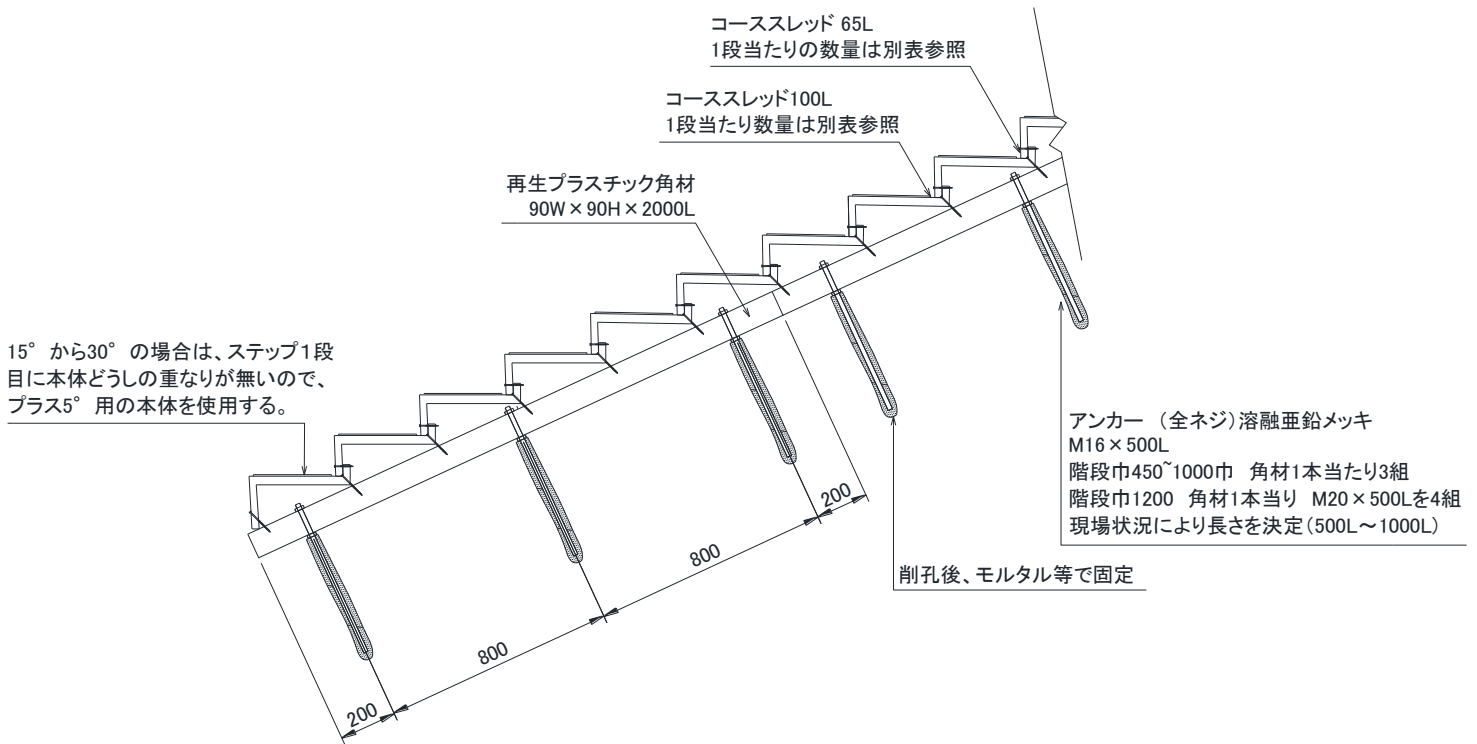 コーススレッド 65L
1段当たりの数量は別表参照
コーススレッド100L
1段当たり数量は別表参照
再生プラスチック角材
90W×90H×2000L
15°から30°の場合は、ステップ1段
目に本体どうしの重なりが無いので、
プラス5°用の本体を使用する。
アンカー （全ネジ）溶融亜鉛メッキ
M16×500L
階段巾450~1000巾 角材1本当たり3組
階段巾1200 角材1本当り M20×500Lを4組
現場状況により長さを決定（500L～1000L）
削孔後、モルタル等で固定
200
800
800
200